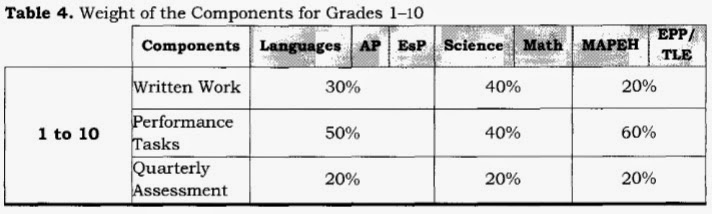 Table 4. Weight of the Components for Grades 1–10
Components Languages AP EsP Science Math MAPEH EPP/ TLE
1 to 10
Written Work 30% 40% 20%
Performance Tasks 50% 40% 60%
Quarterly Assessment 20% 20% 20%